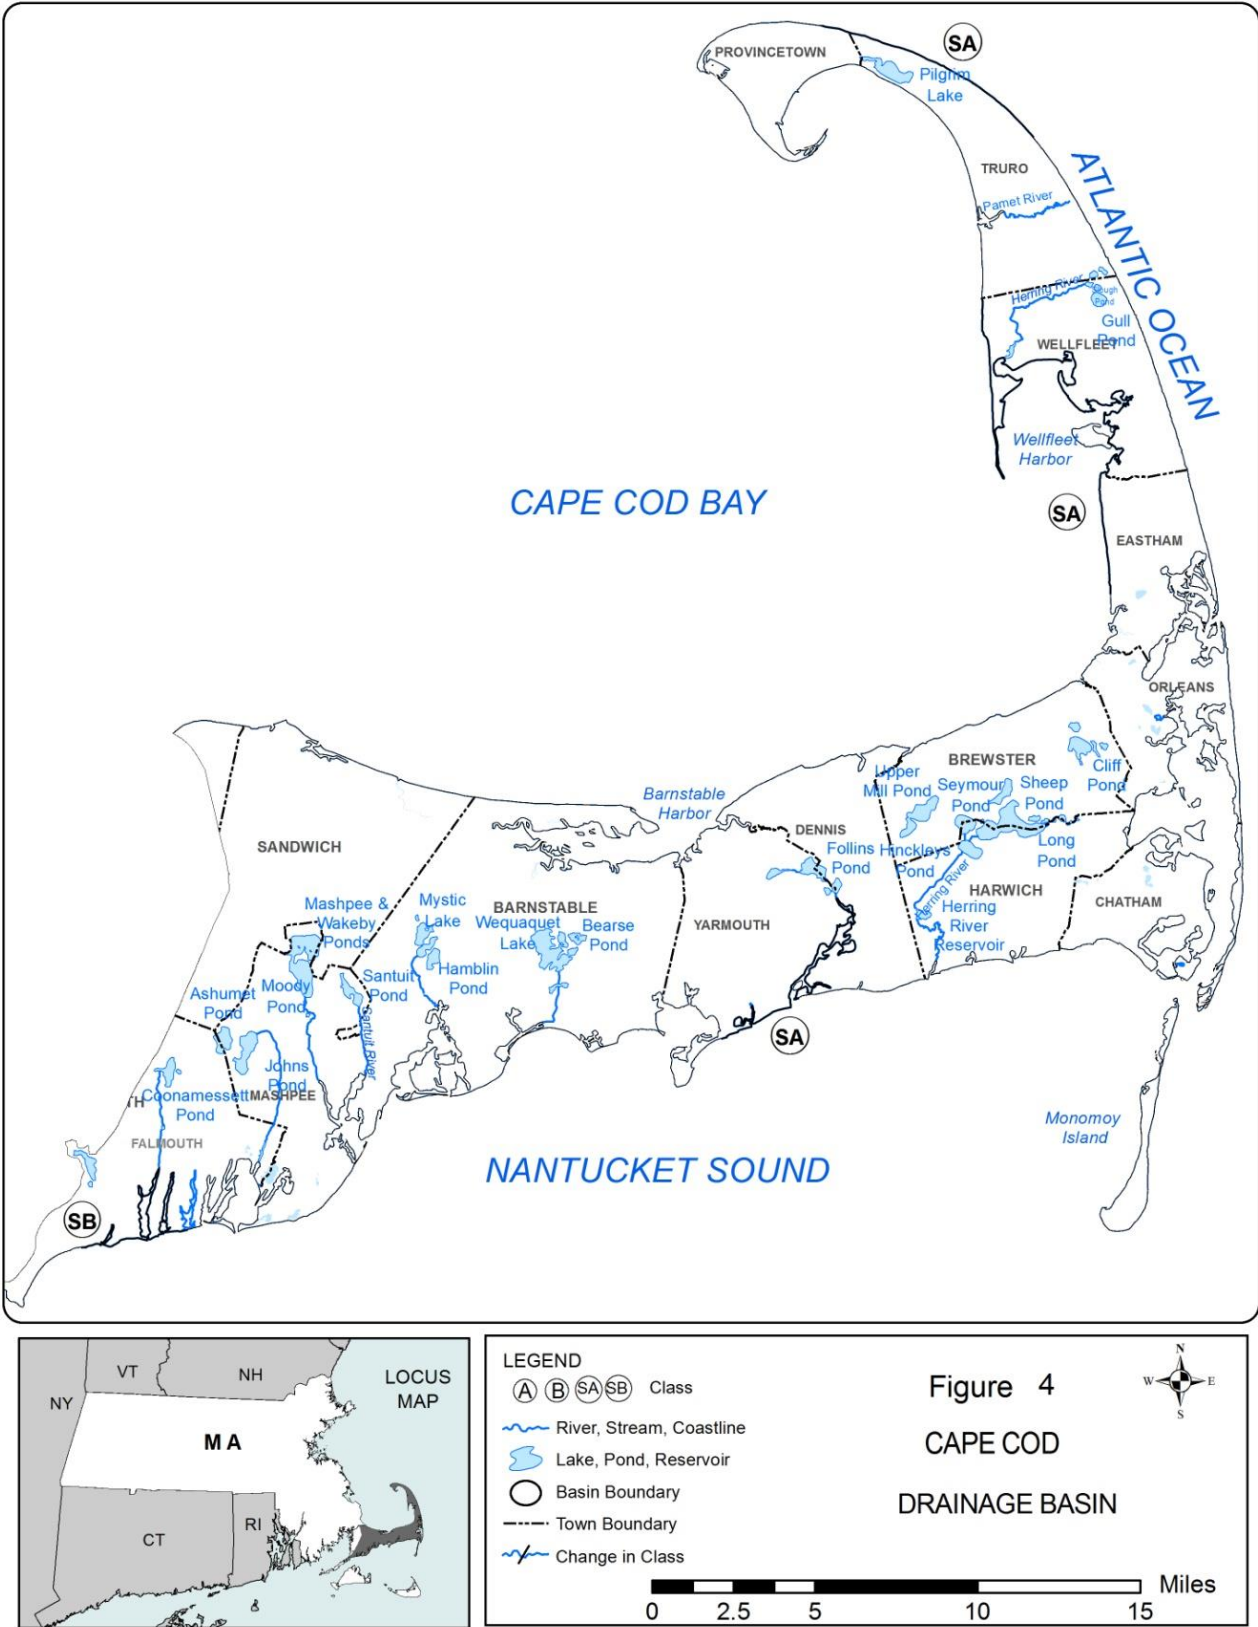 PROVINCETOWN
SA
Pilgrim
Lake
TRURO
Pamet River
ATLANTIC OCEAN
Herring River
Pond
Gull
Pond
WELLFLEET
Wellfleet
Harbor
CAPE COD BAY
SA
EASTHAM
ORLEANS
BREWSTER
Cliff
Pond
Upper
Mill Pond
Seymour
Pond
Sheep
Pond
Barnstable
Harbor
DENNIS
Follins
Pond
Hinckleys
Pond
Long
Pond
SANDWICH
Herring River
HARWICH
Herring
River
Reservoir
CHATHAM
Mashpee &
Wakeby
Ponds
Mystic
Lake
BARNSTABLE
Wequaquet
Lake
Bearse
Pond
YARMOUTH
Hamblin
Pond
Santuit
Pond
Moody
Pond
Ashumet
Pond
Santuit River
SA
Johns
Pond
MASHPEE
Coonamessett
Pond
TH
FALMOUTH
Monomoy
Island
NANTUCKET SOUND
SB
VT
NH
NY
LOCUS
MAP
MA
CT
RI
LEGEND
A B SA SB Class
River, Stream, Coastline
Lake, Pond, Reservoir
Basin Boundary
Town Boundary
Change in Class
Figure 4
CAPE COD
DRAINAGE BASIN
N
W E
S
Miles
0 2.5 5 10 15